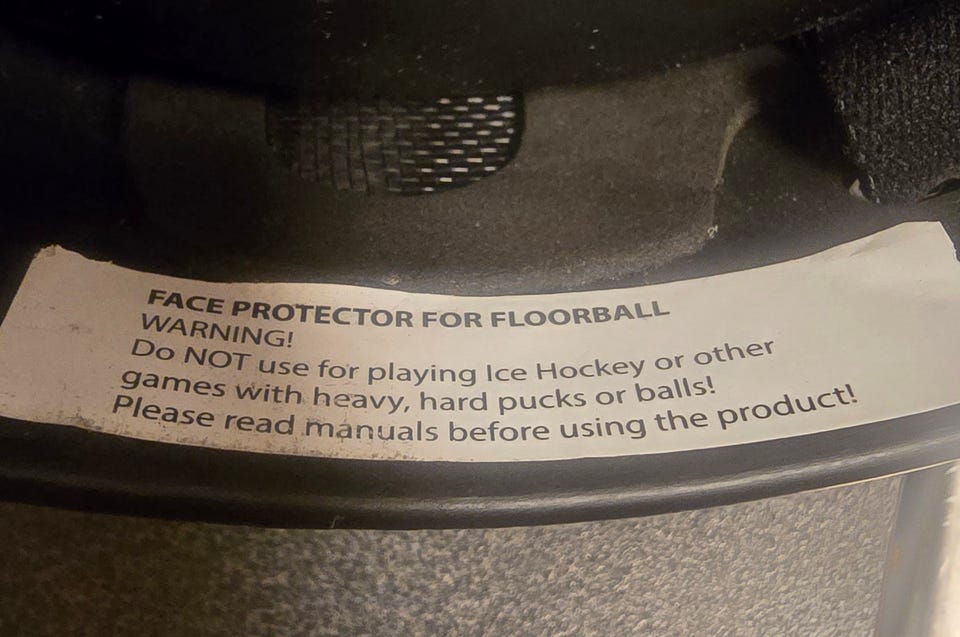 FACE PROTECTOR FOR FLOORBALL
WARNING!
Do NOT use for playing Ice Hockey or other
games with heavy, hard pucks or balls!
Please read manuals before using the product!